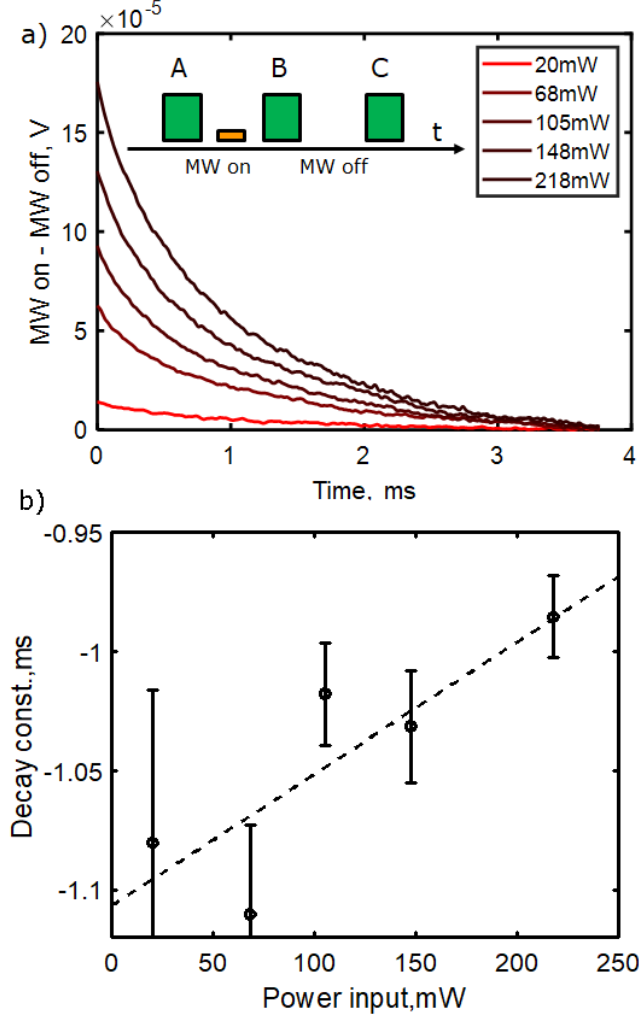 a)
×10⁻⁵
20
15
10
5
0
MW on - MW off, V
A B C
t
MW on MW off
20mW
68mW
105mW
148mW
218mW
0 1 2 3 4
Time, ms
b)
-0.95
-1
-1.05
-1.1
Decay const.,ms
0 50 100 150 200 250
Power input,mW